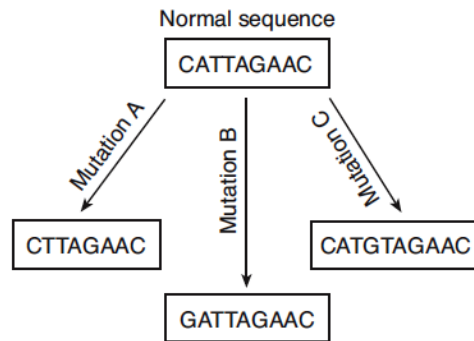 Normal sequence
CATTAGAAC
Mutation A
Mutation B
Mutation C
CTTAGAAC
CATGTAGAAC
GATTAGAAC